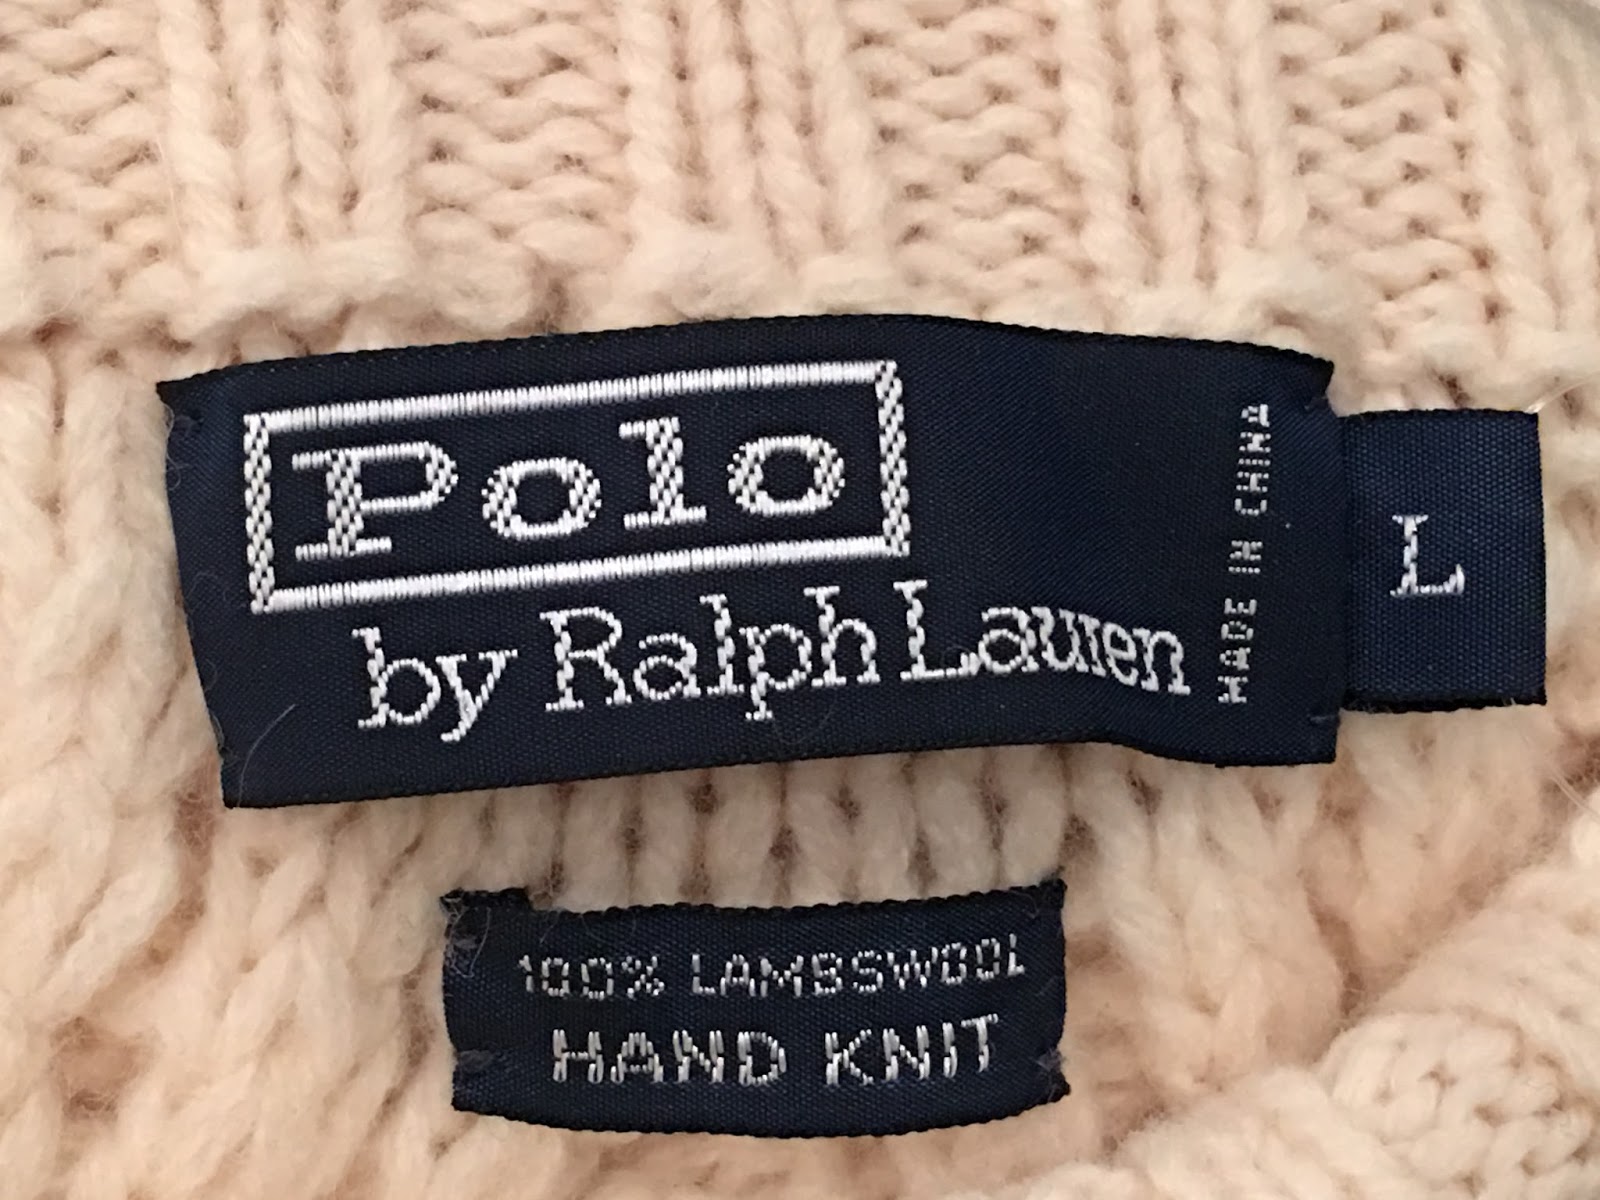 Polo
by Ralph Lauren
MADE IN CHINA
L
100% LAMBSWOOL
HAND KNIT